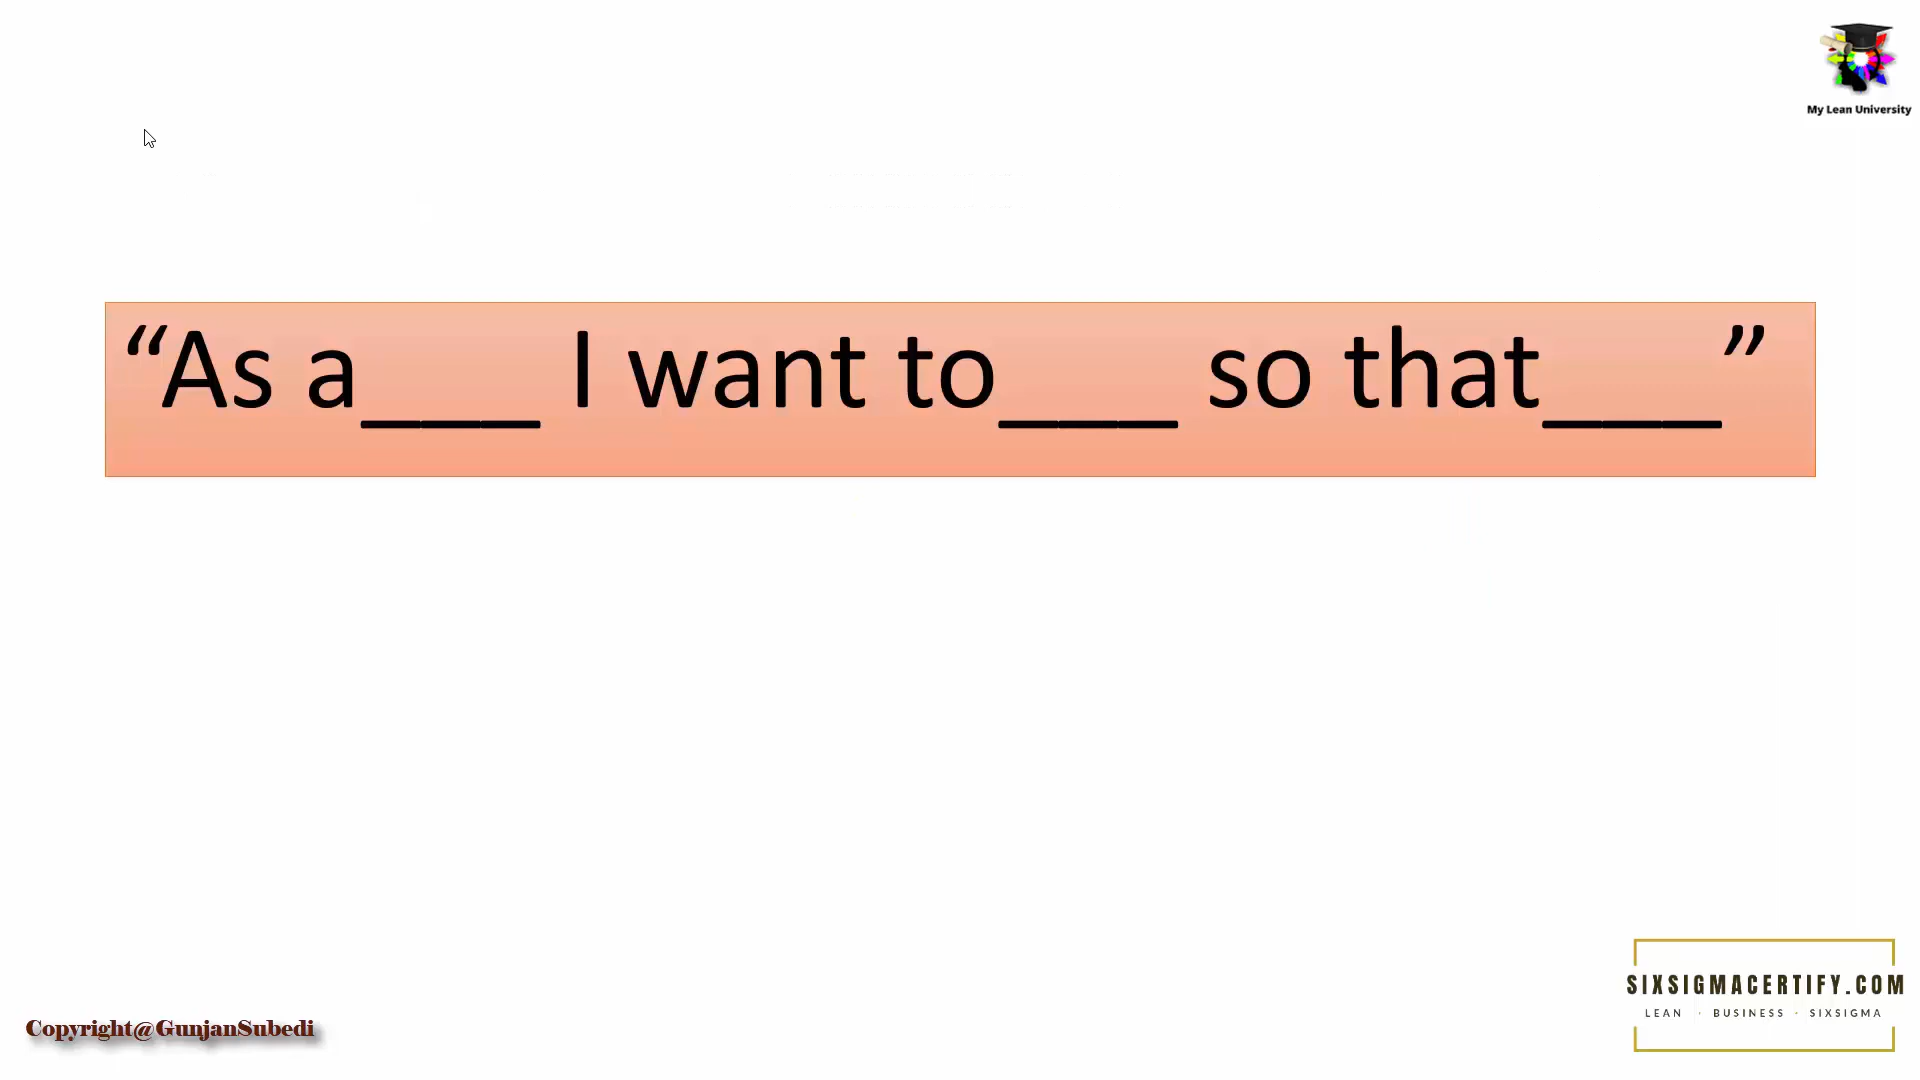 My Lean University
“As a___ I want to___ so that___”
SIXSIGMACERTIFY.COM
LEAN · BUSINESS · SIXSIGMA
Copyright@GunjanSubedi